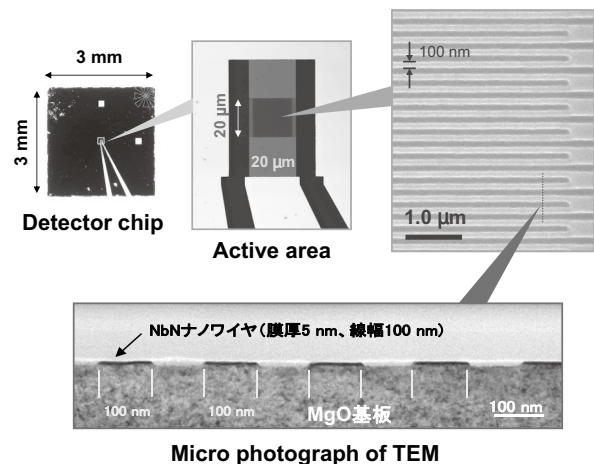 3 mm
3 mm
Detector chip
20 μm
20 μm
Active area
100 nm
1.0 μm
NbNナノワイヤ(膜厚5 nm、線幅100 nm)
100 nm
100 nm
MgO基板
100 nm
Micro photograph of TEM